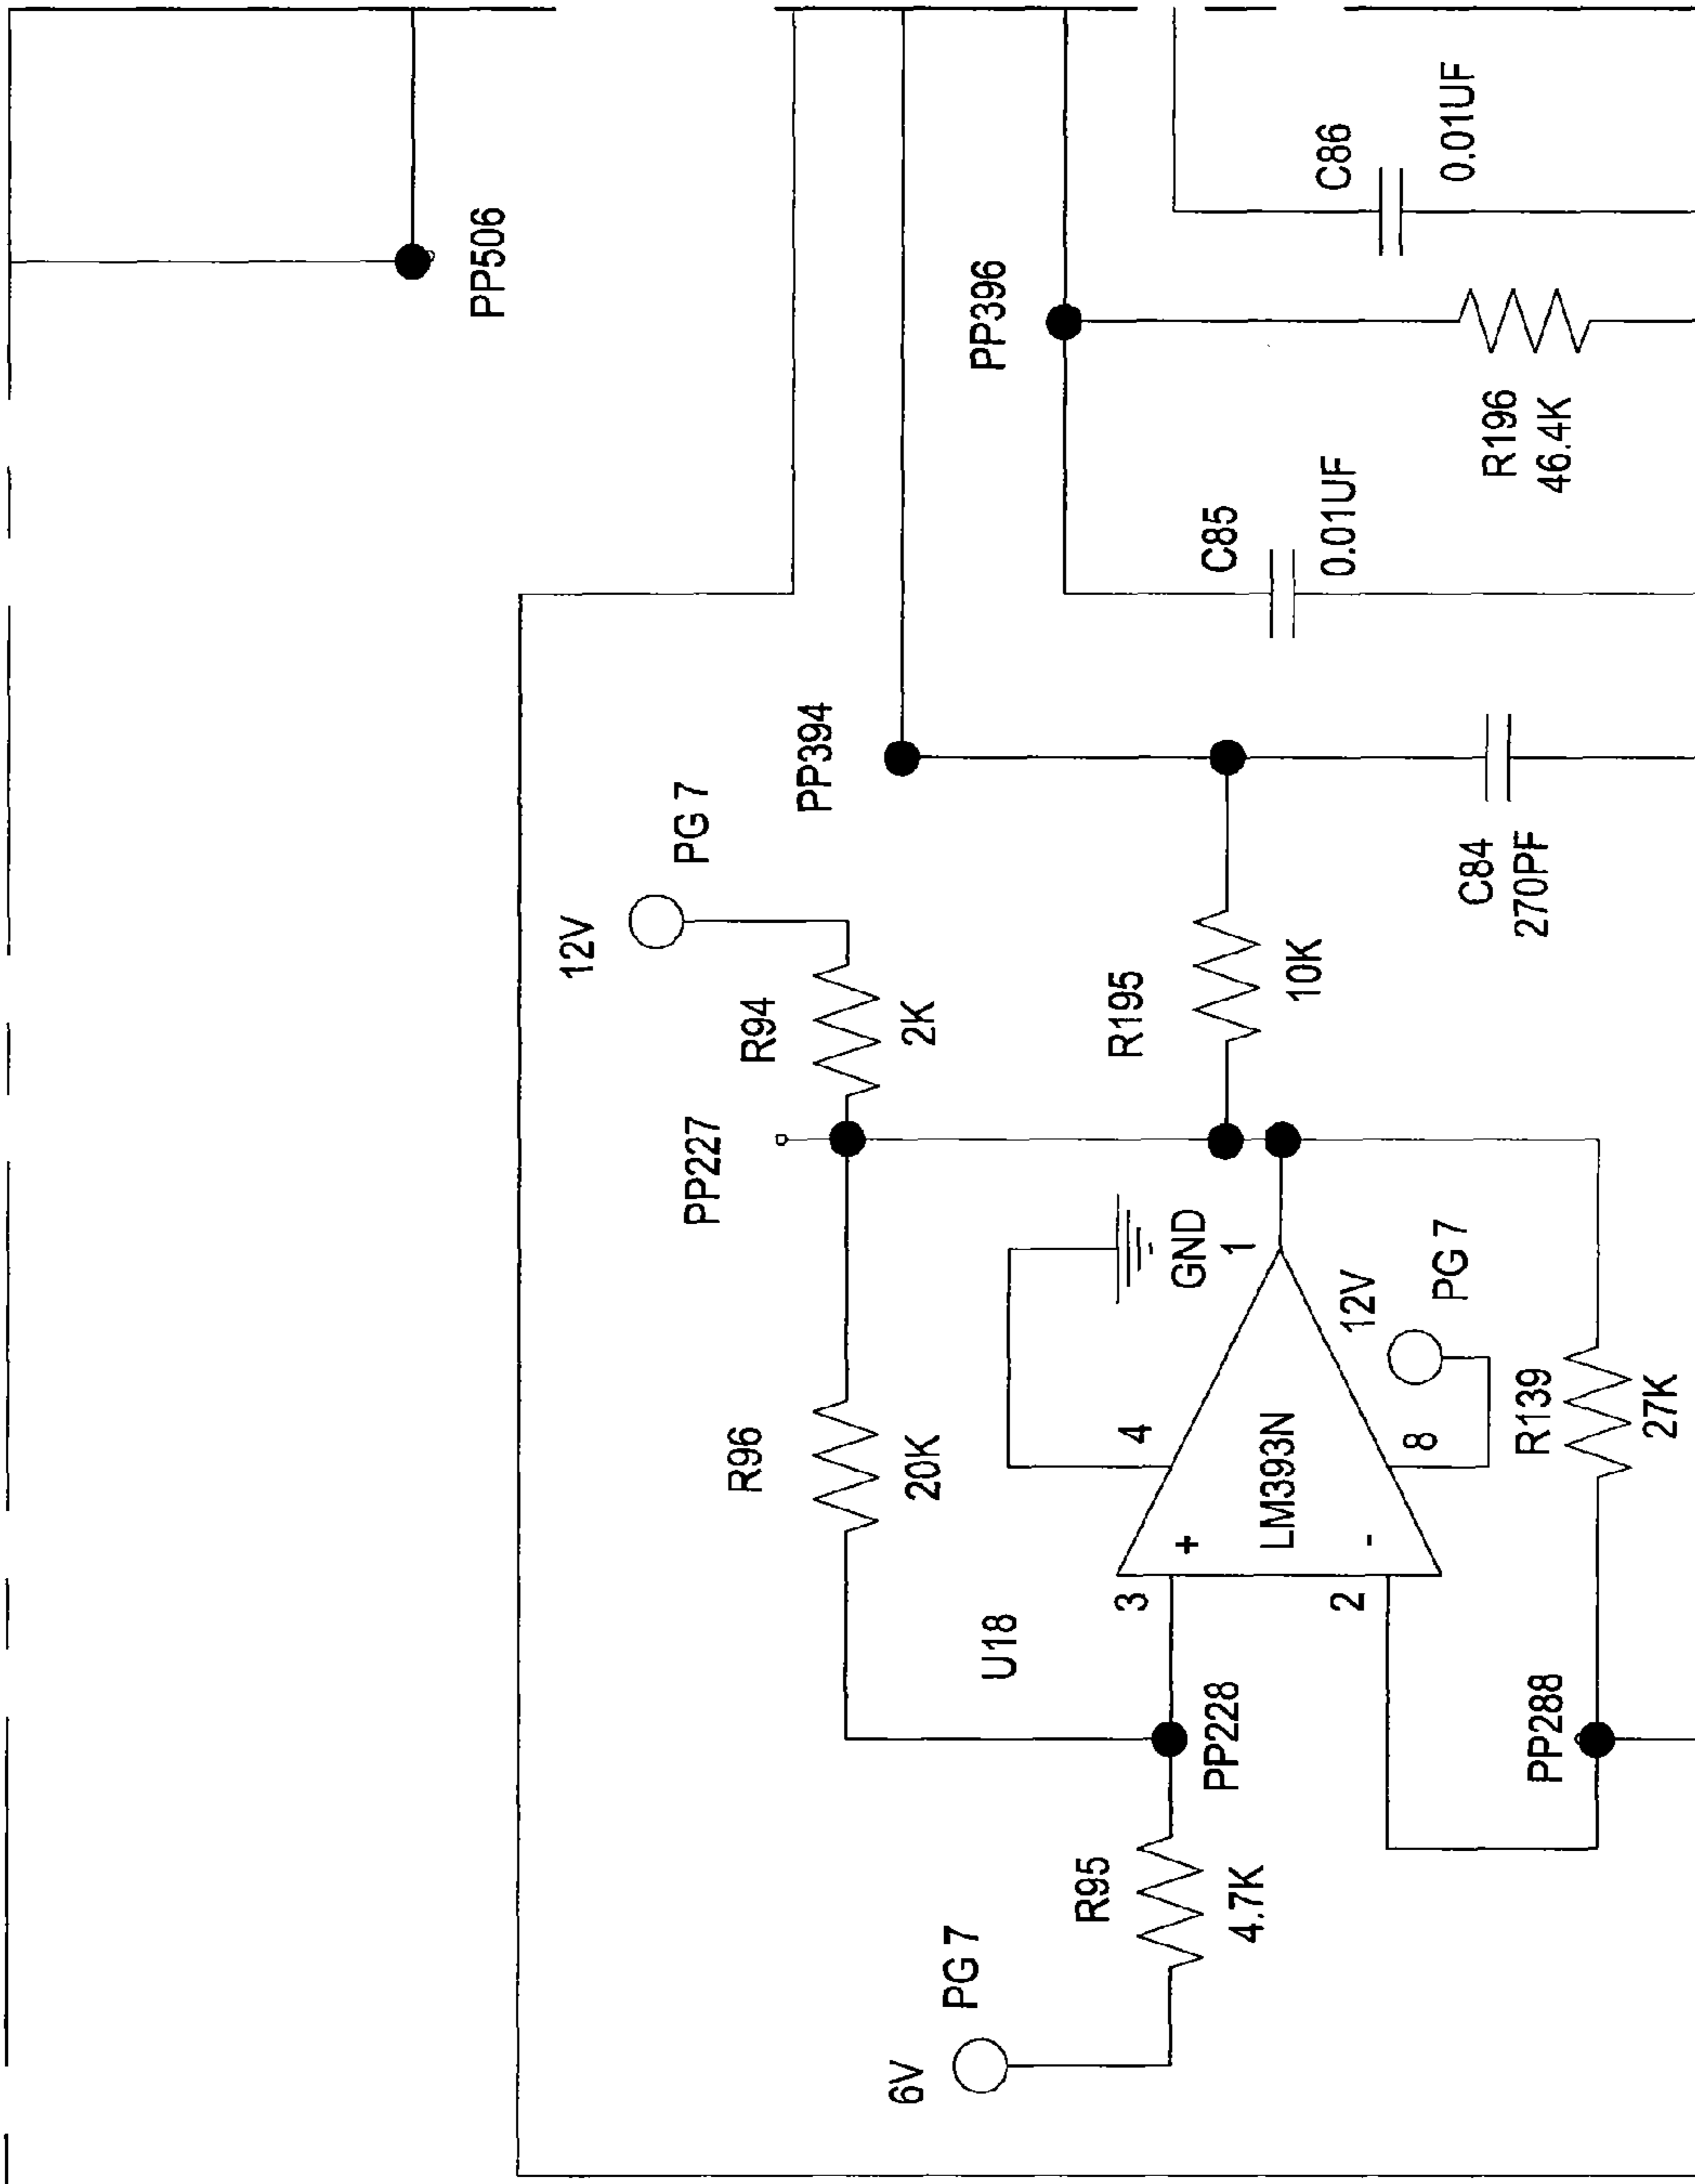 PP506
PP396
C86
0.01UF
R196
46.4K
C85
0.01UF
PP394
C84
270PF
12V
PG 7
R94
2K
R195
10K
PP227
R96
20K
GND
1
4
12V
PG 7
8
LM393N
+
-
3
2
U18
R139
27K
PP228
PP288
R95
4.7K
6V
PG 7